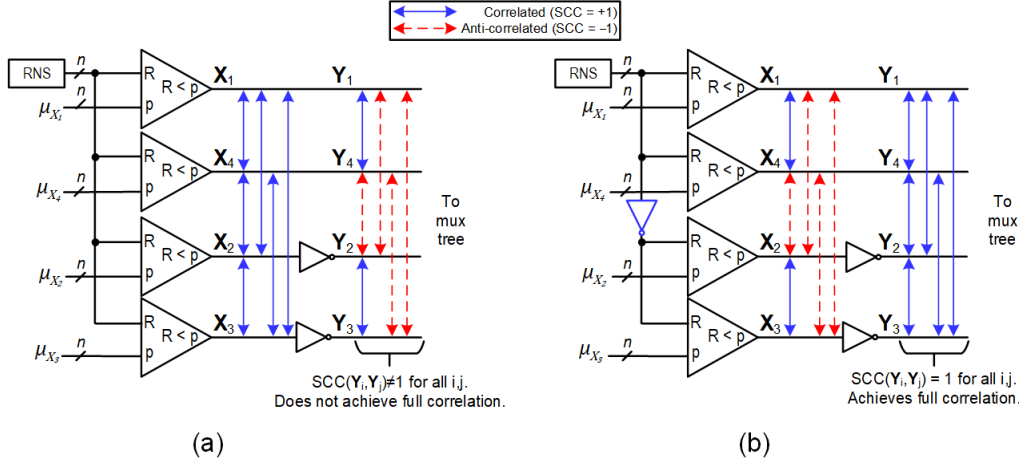 Correlated (SCC = +1)
Anti-correlated (SCC = –1)
RNS
n
n
R
p
R < p
X1
Y1
μX1
n
R
p
R < p
X4
Y4
μX4
n
R
p
R < p
X2
Y2
μX2
n
R
p
R < p
X3
Y3
μX3
To
mux
tree
SCC(Yi,Yj)≠1 for all i,j.
Does not achieve full correlation.
(a)
RNS
n
n
R
p
R < p
X1
Y1
μX1
n
R
p
R < p
X4
Y4
μX4
n
R
p
R < p
X2
Y2
μX2
n
R
p
R < p
X3
Y3
μX3
To
mux
tree
SCC(Yi,Yj) = 1 for all i,j.
Achieves full correlation.
(b)